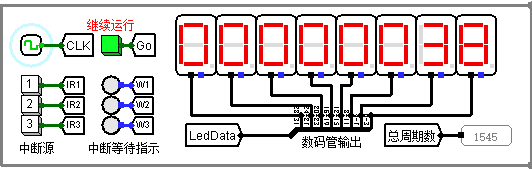 继续运行
CLK
Go
00000038
1
IR1
W1
2
IR2
W2
3
IR3
W3
中断源
中断等待指示
LedData
数码管输出
总周期数
1545